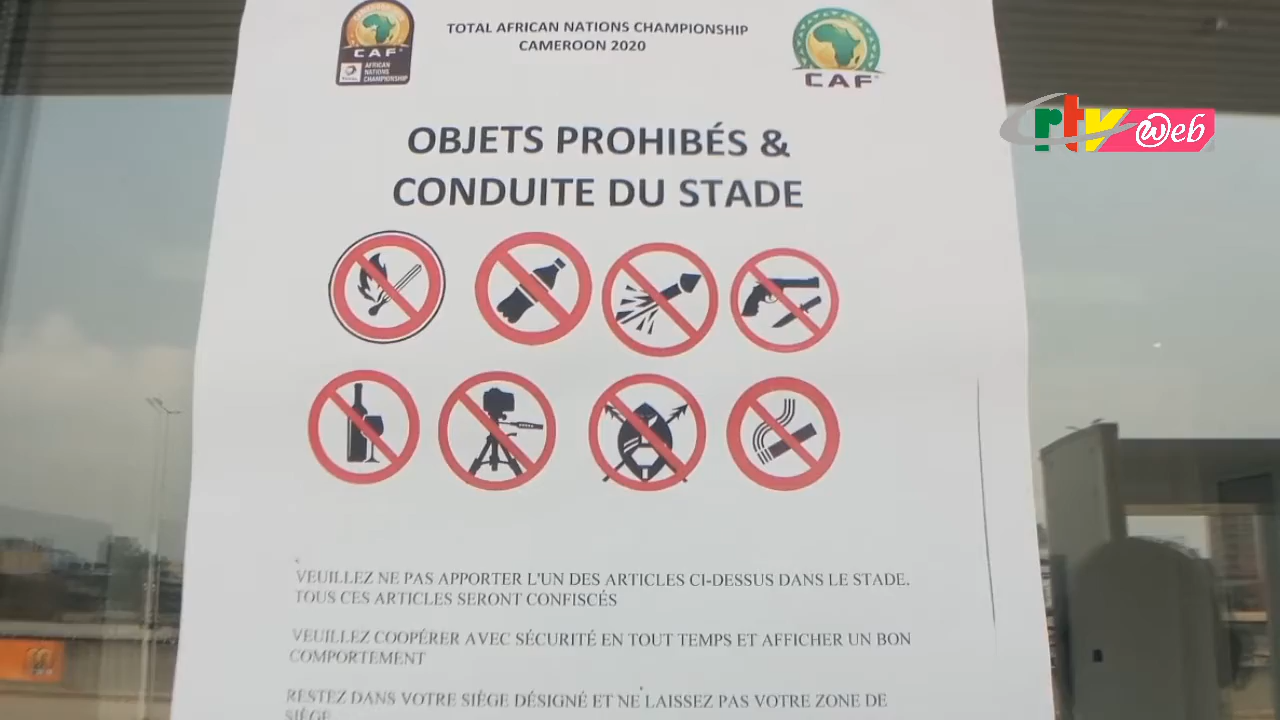 CAF
TOTAL
AFRICAN
NATIONS
CHAMPIONSHIP
TOTAL AFRICAN NATIONS CHAMPIONSHIP
CAMEROON 2020
CAF
crtv web
OBJETS PROHIBÉS &
CONDUITE DU STADE
VEUILLEZ NE PAS APPORTER L'UN DES ARTICLES CI-DESSUS DANS LE STADE.
TOUS CES ARTICLES SERONT CONFISCÉS
VEUILLEZ COOPÉRER AVEC SÉCURITÉ EN TOUT TEMPS ET AFFICHER UN BON
COMPORTEMENT
RESTEZ DANS VOTRE SIÈGE DÉSIGNÉ ET NE LAISSEZ PAS VOTRE ZONE DE
SIÈGE